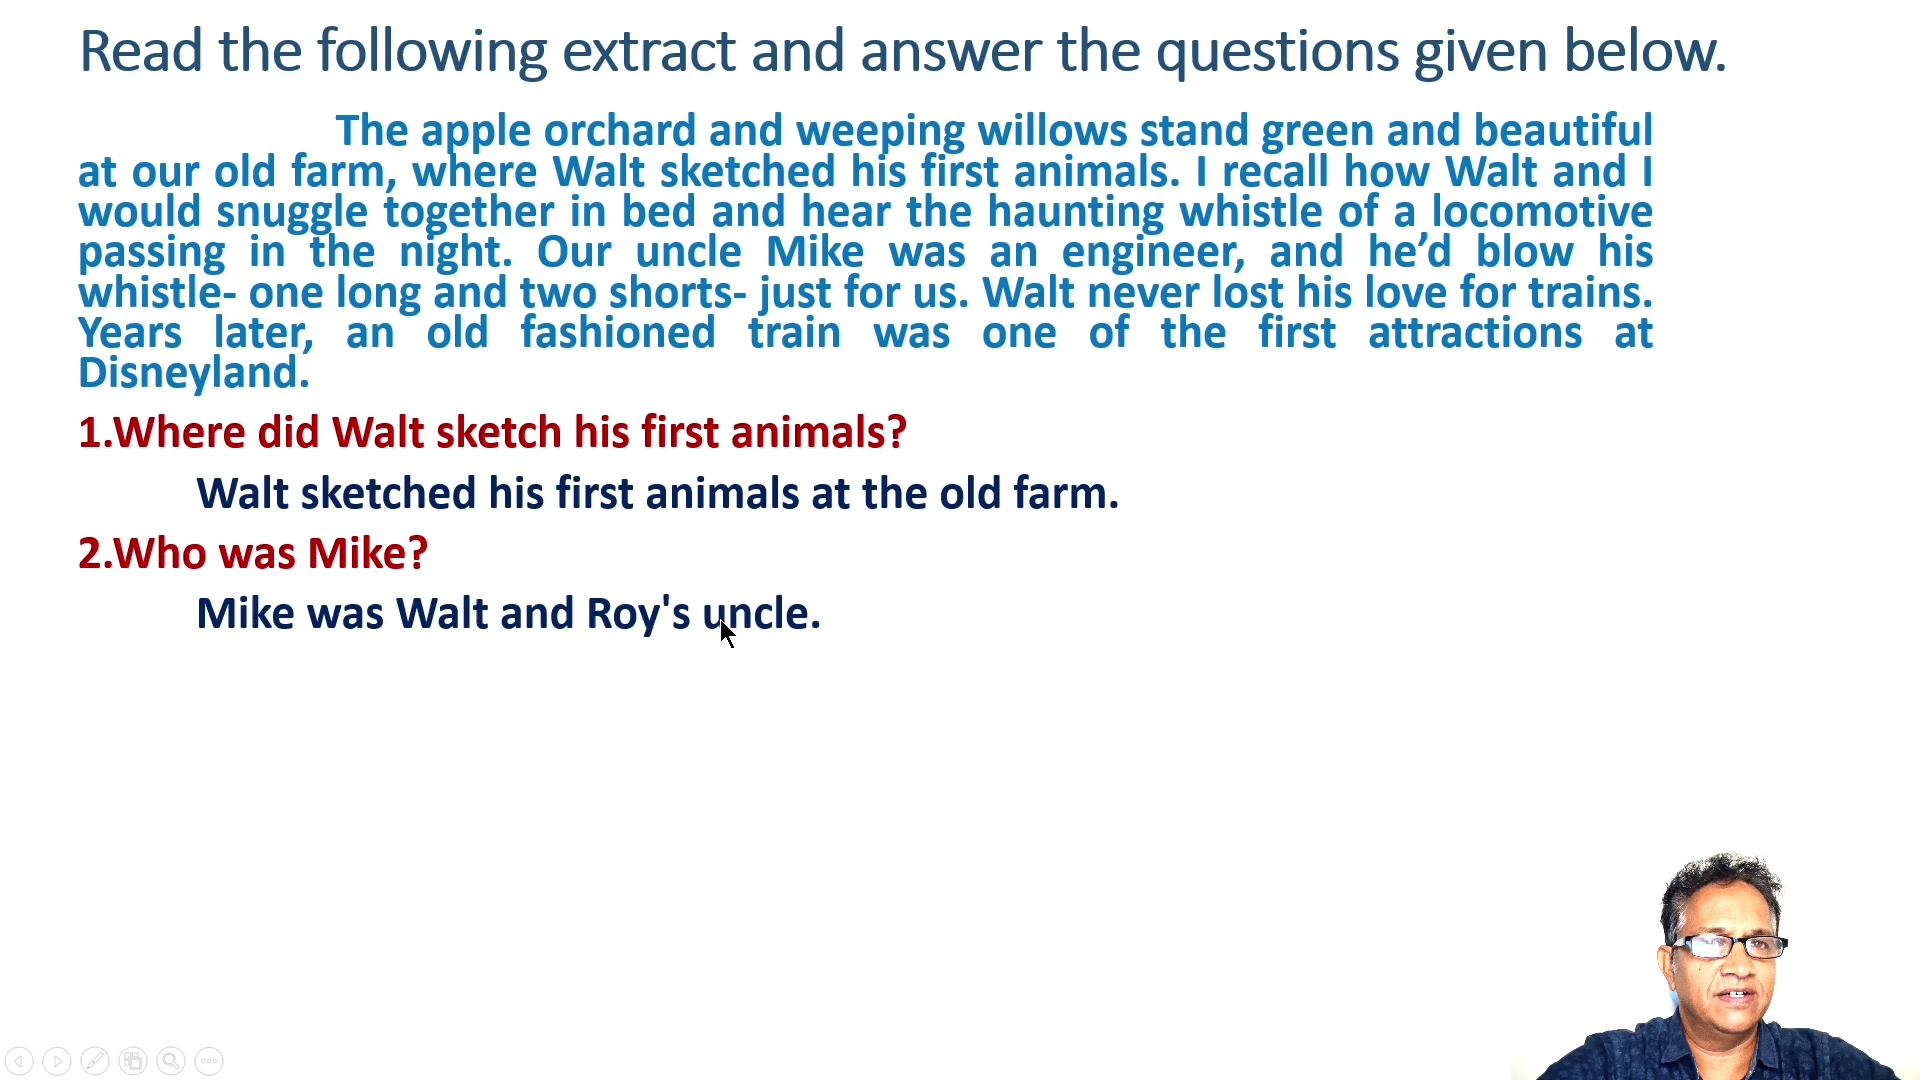 Read the following extract and answer the questions given below.
The apple orchard and weeping willows stand green and beautiful
at our old farm, where Walt sketched his first animals. I recall how Walt and I
would snuggle together in bed and hear the haunting whistle of a locomotive
passing in the night. Our uncle Mike was an engineer, and he’d blow his
whistle- one long and two shorts- just for us. Walt never lost his love for trains.
Years later, an old fashioned train was one of the first attractions at
Disneyland.
1.Where did Walt sketch his first animals?
Walt sketched his first animals at the old farm.
2.Who was Mike?
Mike was Walt and Roy's uncle.